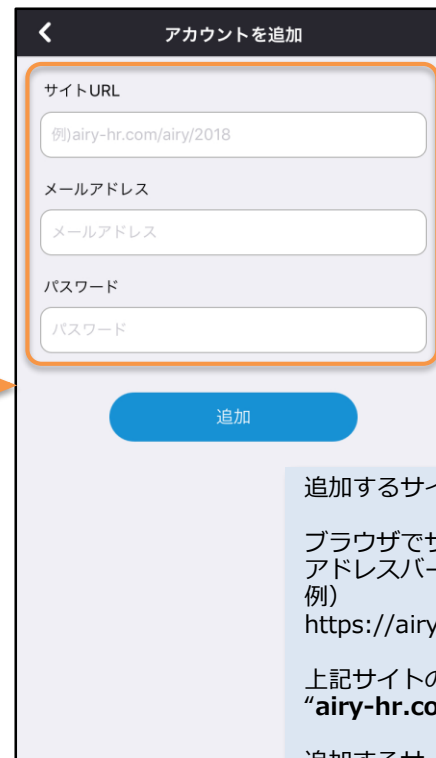 アカウントを追加
サイトURL
例)airy-hr.com/airy/2018
メールアドレス
メールアドレス
パスワード
パスワード
追加
追加するサイ
ブラウザでサ
アドレスバー
例)
https://airy
上記サイトの
“airy-hr.co